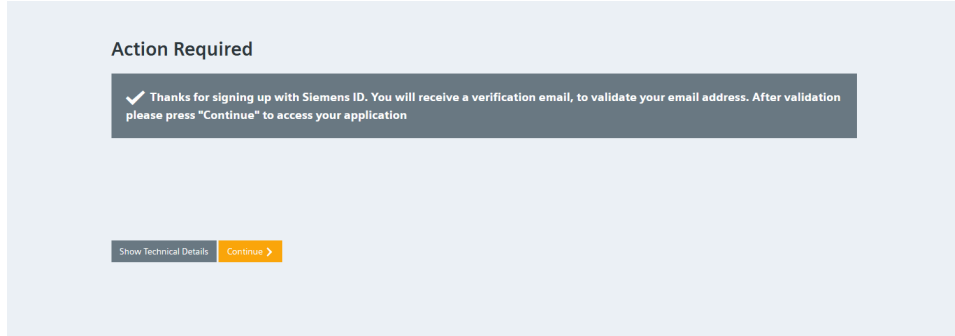 Action Required
Thanks for signing up with Siemens ID. You will receive a verification email, to validate your email address. After validation
please press "Continue" to access your application
Show Technical Details
Continue